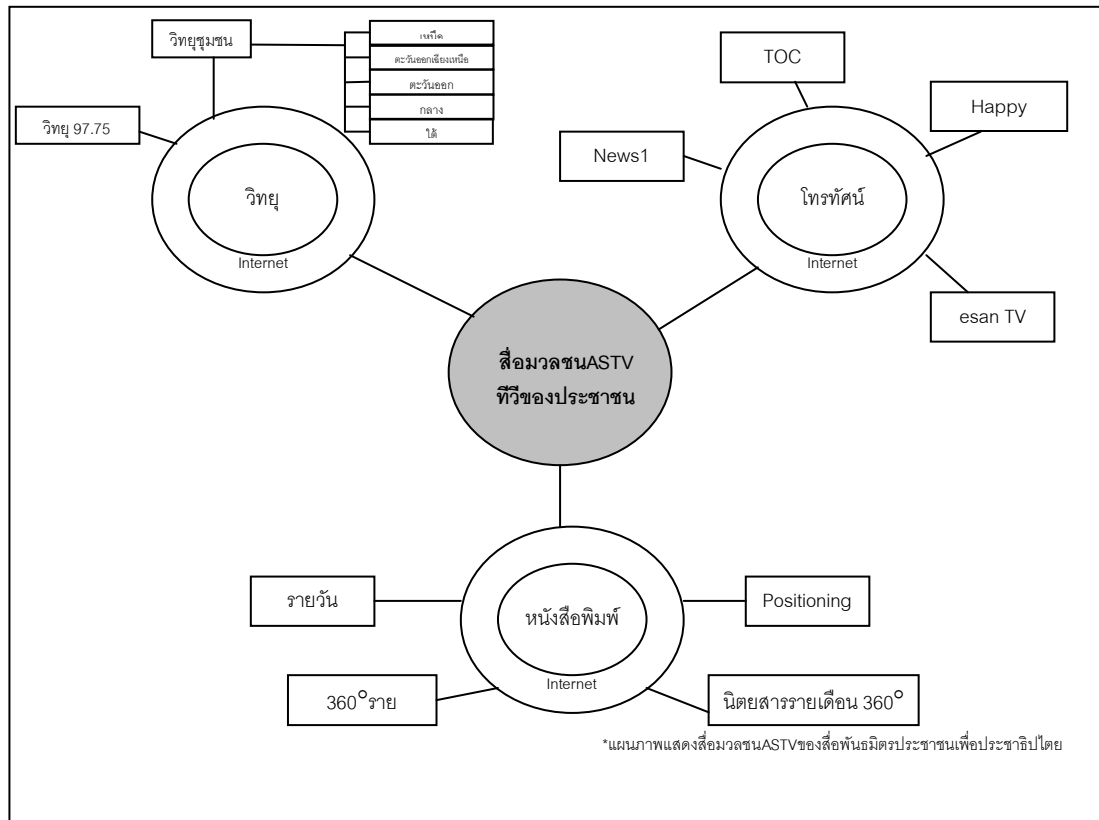 วิทยุชุมชน
เหนือ
ตะวันออกเฉียงเหนือ
ตะวันออก
กลาง
ใต้
วิทยุ 97.75
วิทยุ
Internet
TOC
Happy
News1
โทรทัศน์
Internet
esan TV
สื่อมวลชนASTV
ทีวีของประชาชน
รายวัน
Positioning
หนังสือพิมพ์
Internet
360°ราย
นิตยสารรายเดือน 360°
*แผนภาพแสดงสื่อมวลชนASTVของสื่อพันธมิตรประชาชนเพื่อประชาธิปไตย